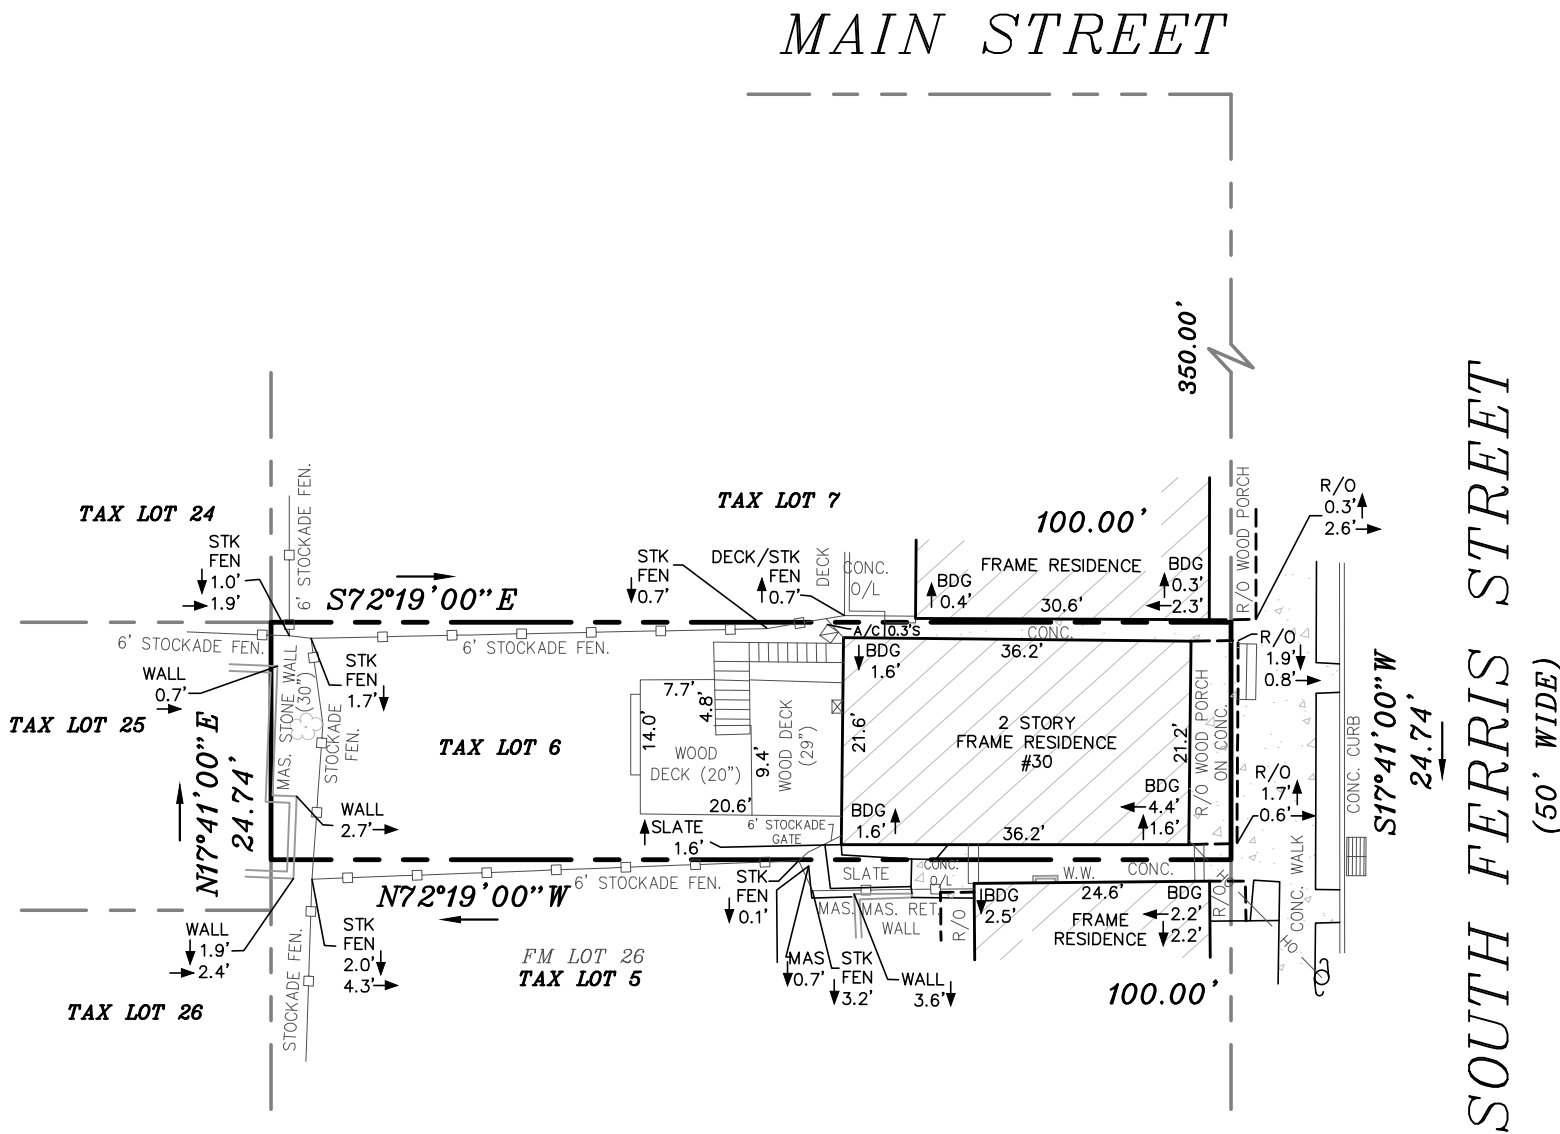 MAIN STREET
350.00'
SOUTH FERRIS STREET
(50' WIDE)
TAX LOT 24
6' STOCKADE FEN.
STK
FEN
1.0'
1.9'
S72°19'00"E
TAX LOT 7
STK
FEN
0.7'
DECK/STK
FEN
0.7'
DECK
CONC.
O/L
100.00'
FRAME RESIDENCE
BDG
0.4'
30.6'
BDG
0.3'
2.3'
R/O WOOD PORCH
R/O
0.3'
2.6'
6' STOCKADE FEN.
6' STOCKADE FEN.
A/C 0.3'S
CONC.
36.2'
BDG
1.6'
R/O
1.9'
0.8'
WALL
0.7'
MAS. STONE WALL
(30")
STK
FEN
1.7'
STOCKADE
FEN.
TAX LOT 25
N17°41'00"E
24.74'
TAX LOT 6
7.7'
4.8'
14.0'
WOOD
DECK (20")
9.4'
WOOD DECK
(29")
20.6'
21.6'
2 STORY
FRAME RESIDENCE
#30
21.2'
R/O WOOD PORCH
ON CONC.
S17°41'00"W
24.74'
CONC. CURB
R/O
1.7'
0.6'
BDG
4.4'
1.6'
BDG
1.6'
36.2'
WALL
2.7'
SLATE
1.6'
6' STOCKADE
GATE
CONC. WALK
N72°19'00"W
6' STOCKADE FEN.
STK
FEN
0.1'
SLATE
CONC.
O/L
W.W.
CONC.
24.6'
BDG
2.2'
2.2'
BDG
2.5'
FRAME
RESIDENCE
MAS.
MAS. RET.
WALL
R/O
OH
HO
WALL
1.9'
2.4'
STOCKADE FEN.
STK
FEN
2.0'
4.3'
FM LOT 26
TAX LOT 5
MAS
0.7'
STK
FEN
3.2'
WALL
3.6'
100.00'
TAX LOT 26